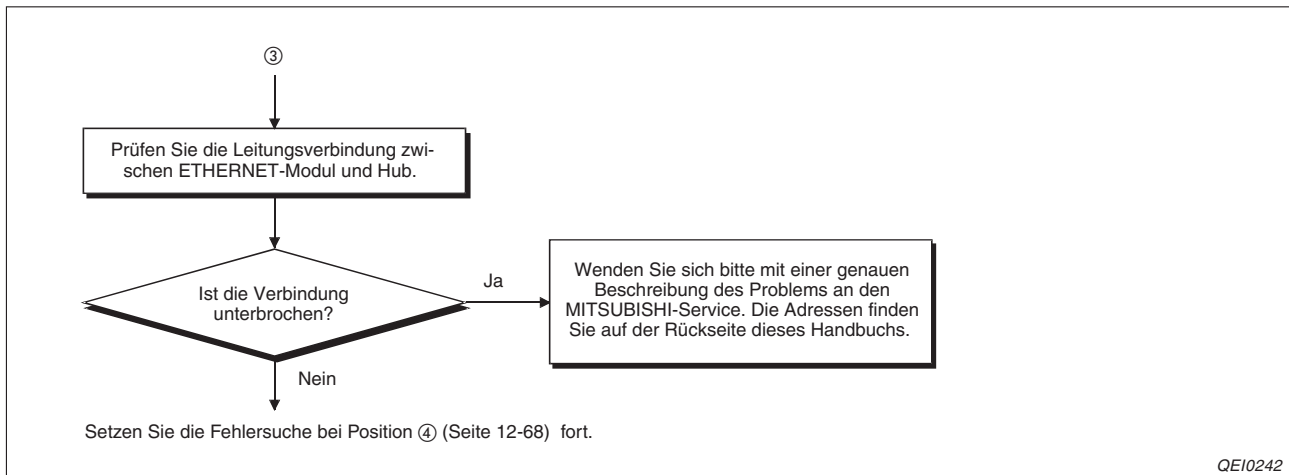 ③
Prüfen Sie die Leitungsverbindung zwi-
schen ETHERNET-Modul und Hub.
Ist die Verbindung
unterbrochen?
Ja
Wenden Sie sich bitte mit einer genauen
Beschreibung des Problems an den
MITSUBISHI-Service. Die Adressen finden
Sie auf der Rückseite dieses Handbuchs.
Nein
Setzen Sie die Fehlersuche bei Position ④ (Seite 12-68) fort.
QEI0242